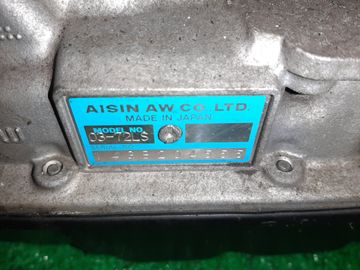 AISIN AW CO., LTD.
MADE IN JAPAN
MODEL NO.
03-72LS